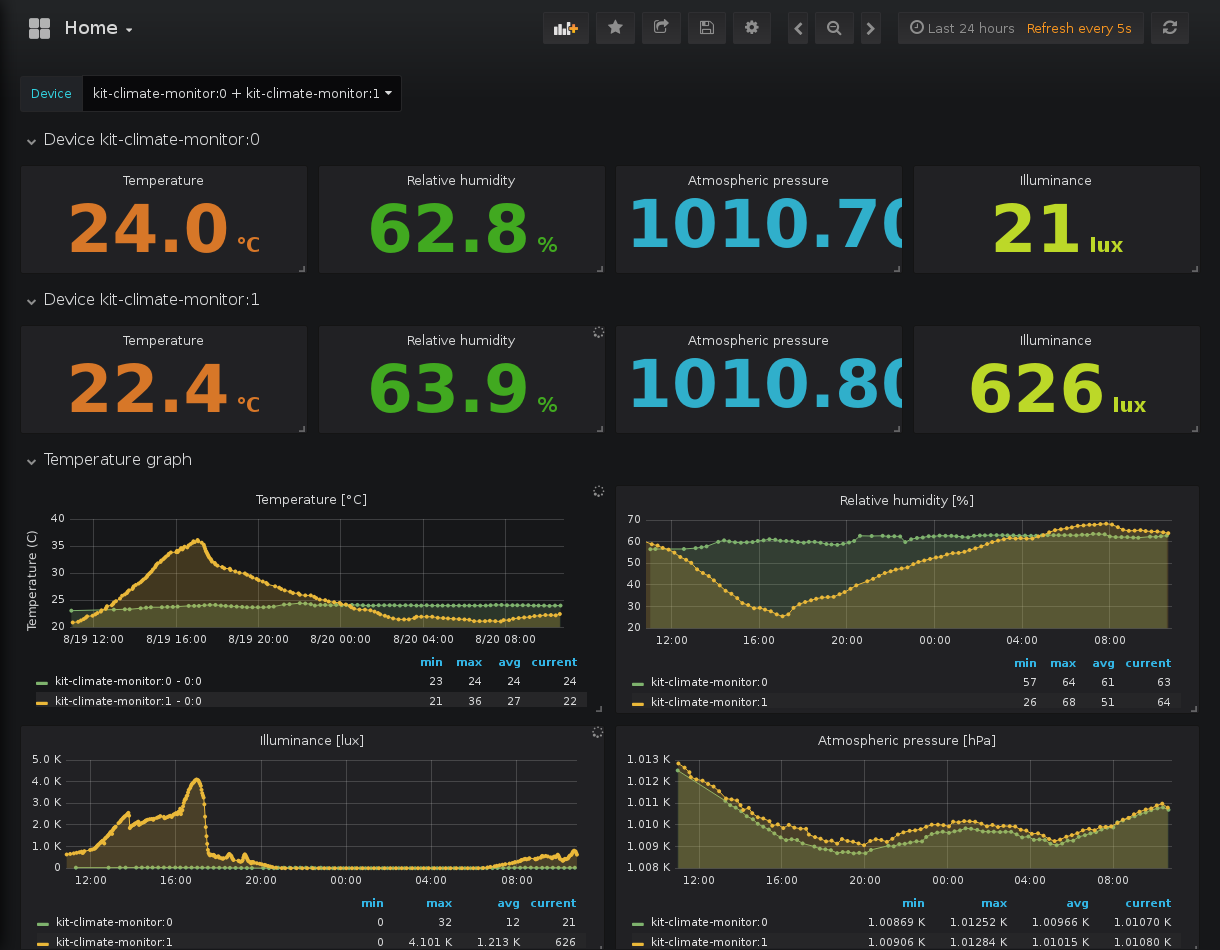 Home
Last 24 hours Refresh every 5s
Device kit-climate-monitor:0 + kit-climate-monitor:1
Device kit-climate-monitor:0
Temperature Relative humidity Atmospheric pressure Illuminance
24.0 °C 62.8 % 1010.70 21 lux
Device kit-climate-monitor:1
Temperature Relative humidity Atmospheric pressure Illuminance
22.4 °C 63.9 % 1010.80 626 lux
Temperature graph
Temperature [°C]
Temperature (C)
40
35
30
25
20
8/19 12:00 8/19 16:00 8/19 20:00 8/20 00:00 8/20 04:00 8/20 08:00
min max avg current
kit-climate-monitor:0 - 0:0 23 24 24 24
kit-climate-monitor:1 - 0:0 21 36 27 22
Relative humidity [%]
70
60
50
40
30
20
12:00 16:00 20:00 00:00 04:00 08:00
min max avg current
kit-climate-monitor:0 57 64 61 63
kit-climate-monitor:1 26 68 51 64
Illuminance [lux]
5.0 K
4.0 K
3.0 K
2.0 K
1.0 K
0
12:00 16:00 20:00 00:00 04:00 08:00
min max avg current
kit-climate-monitor:0 0 32 12 21
kit-climate-monitor:1 0 4.101 K 1.213 K 626
Atmospheric pressure [hPa]
1.013 K
1.012 K
1.011 K
1.010 K
1.009 K
1.008 K
12:00 16:00 20:00 00:00 04:00 08:00
min max avg current
kit-climate-monitor:0 1.00869 K 1.01252 K 1.00966 K 1.01070 K
kit-climate-monitor:1 1.00906 K 1.01284 K 1.01015 K 1.01080 K